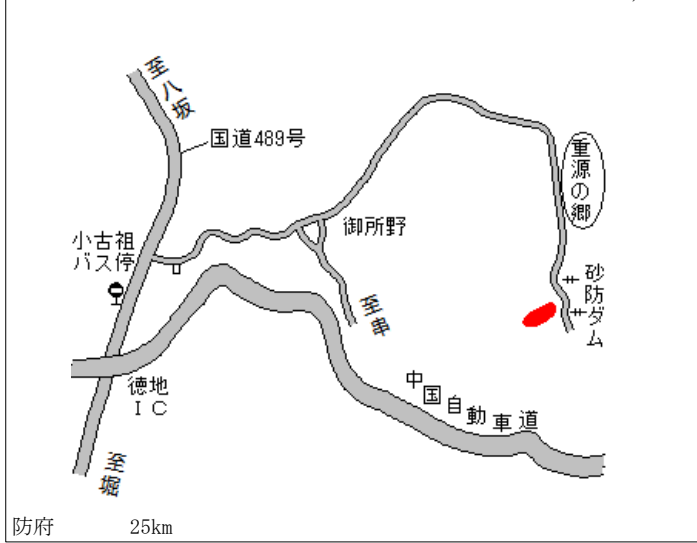 至八坂
国道489号
重源の郷
御所野
小古祖
バス停
砂防ダム
至串
徳地
IC
中国自動車道
至堀
防府 25km